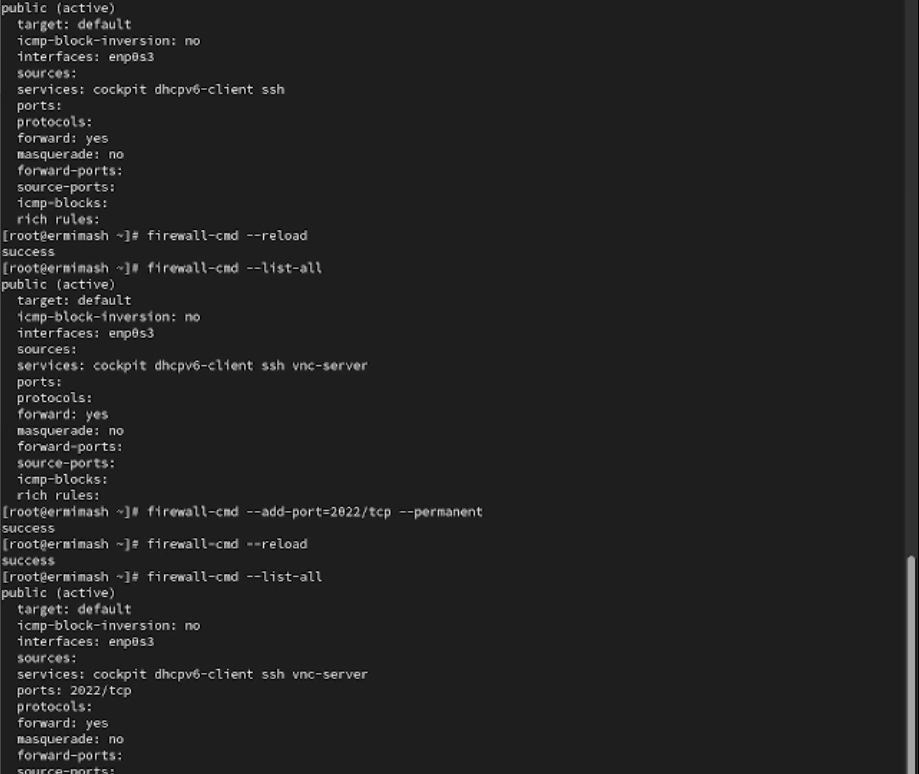 public (active)
  target: default
  icmp-block-inversion: no
  interfaces: enp0s3
  sources:
  services: cockpit dhcpv6-client ssh
  ports:
  protocols:
  forward: yes
  masquerade: no
  forward-ports:
  source-ports:
  icmp-blocks:
  rich rules:
[root@ermimash ~]# firewall-cmd --reload
success
[root@ermimash ~]# firewall-cmd --list-all
public (active)
  target: default
  icmp-block-inversion: no
  interfaces: enp0s3
  sources:
  services: cockpit dhcpv6-client ssh vnc-server
  ports:
  protocols:
  forward: yes
  masquerade: no
  forward-ports:
  source-ports:
  icmp-blocks:
  rich rules:
[root@ermimash ~]# firewall-cmd --add-port=2022/tcp --permanent
success
[root@ermimash ~]# firewall-cmd --reload
success
[root@ermimash ~]# firewall-cmd --list-all
public (active)
  target: default
  icmp-block-inversion: no
  interfaces: enp0s3
  sources:
  services: cockpit dhcpv6-client ssh vnc-server
  ports: 2022/tcp
  protocols:
  forward: yes
  masquerade: no
  forward-ports:
  source-ports: